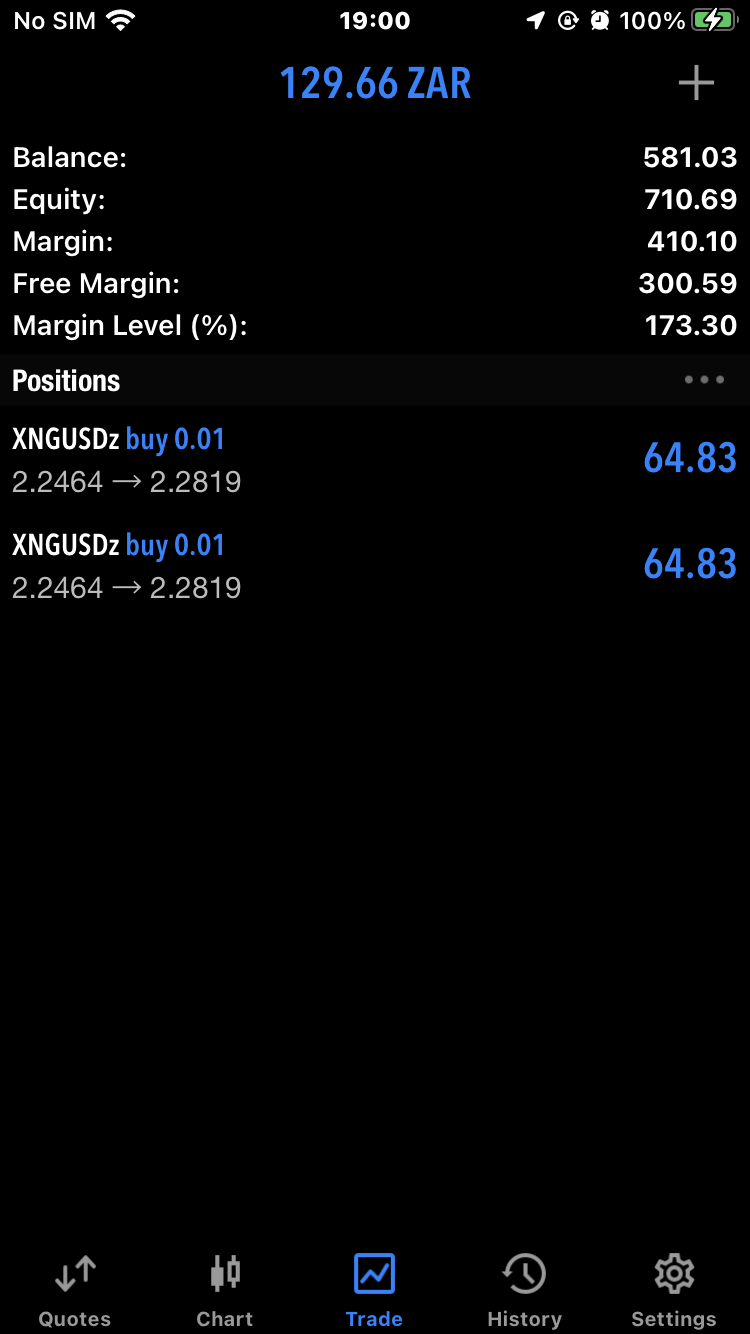 No SIM 19:00 100%
129.66 ZAR
Balance: 581.03
Equity: 710.69
Margin: 410.10
Free Margin: 300.59
Margin Level (%): 173.30
Positions
XNGUSDz buy 0.01 64.83
2.2464 → 2.2819
XNGUSDz buy 0.01 64.83
2.2464 → 2.2819
Quotes Chart Trade History Settings